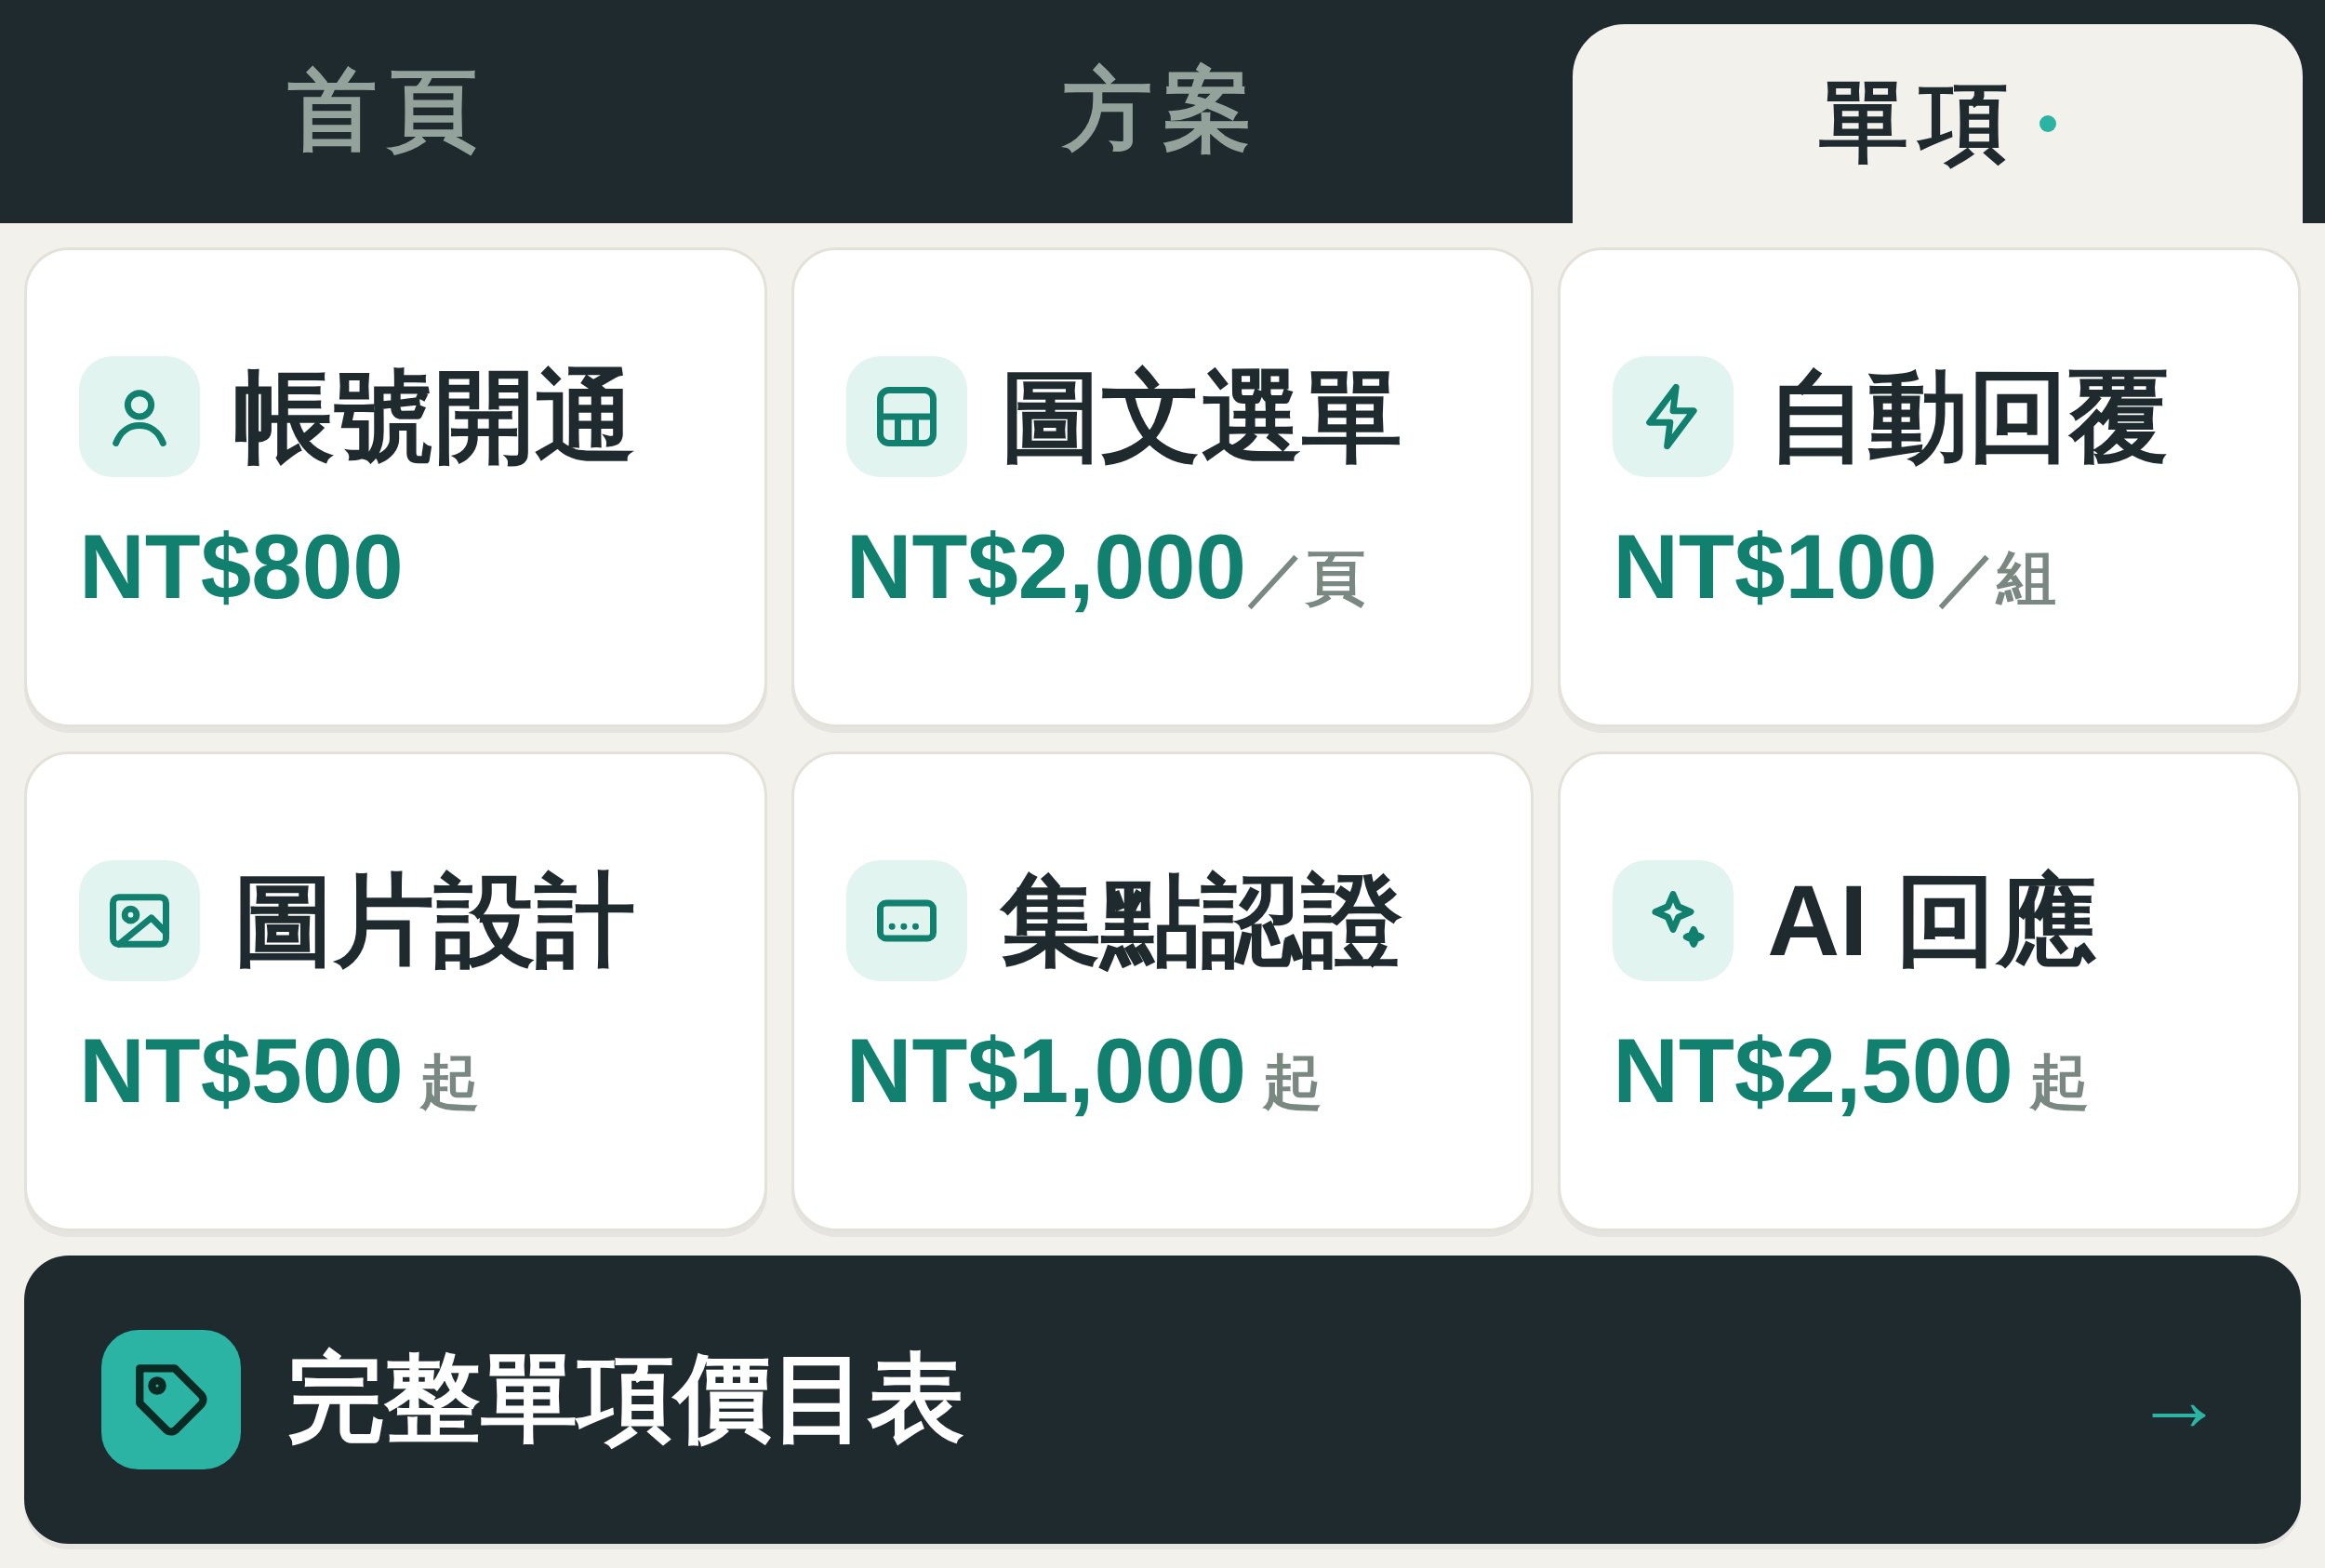 首頁
方案
單項
帳號開通
NT$800
圖文選單
NT$2,000／頁
自動回覆
NT$100／組
圖片設計
NT$500 起
集點認證
NT$1,000 起
AI 回應
NT$2,500 起
完整單項價目表 →